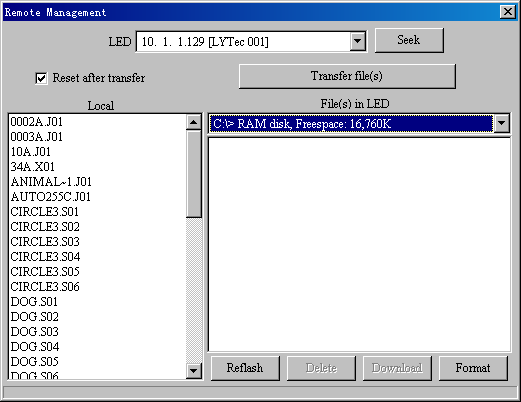 Remote Management
LED 10. 1. 1.129 [LYTec 001] Seek
Reset after transfer Transfer file(s)
Local File(s) in LED
C:\> RAM disk, Freespace: 16,760K
0002A.J01
0003A.J01
10A.J01
34A.X01
ANIMAL~1.J01
AUTO255C.J01
CIRCLE3.S01
CIRCLE3.S02
CIRCLE3.S03
CIRCLE3.S04
CIRCLE3.S05
CIRCLE3.S06
DOG.S01
DOG.S02
DOG.S03
DOG.S04
DOG.S05
DOG.S06
Reflash Delete Download Format